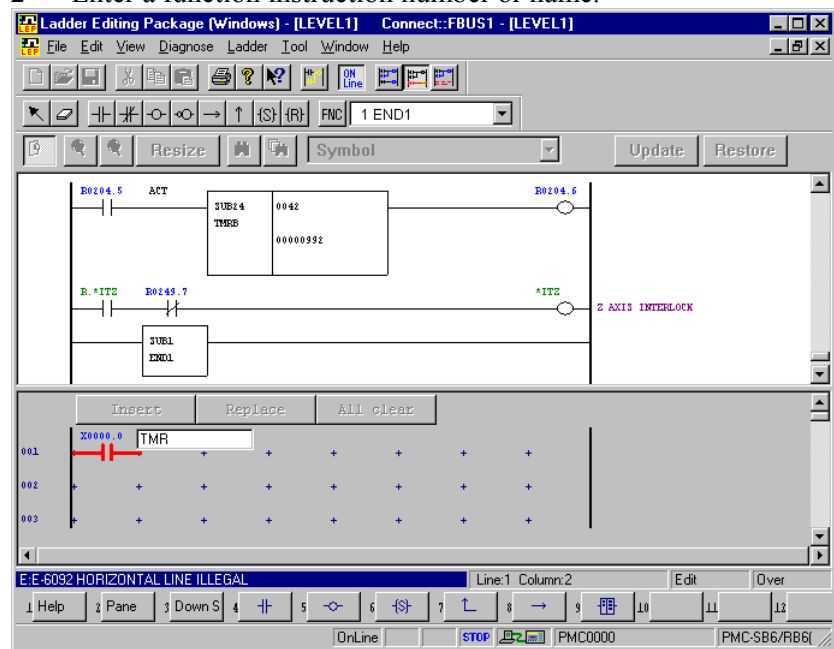 2 Enter a function instruction number or name.
Ladder Editing Package (Windows) - [LEVEL1] Connect::FBUS1 - [LEVEL1]
File Edit View Diagnose Ladder Tool Window Help
ON Line
{S} {R} FNC 1 END1
Resize Symbol Update Restore
R0204.5 ACT R0204.6
SUB24 0042
TMRB
00000992
R.*ITZ R0249.7 *ITZ
Z AXIS INTERLOCK
SUB1
END1
Insert Replace All clear
X0000.0 TMR
001
002
003
E:E-6092 HORIZONTAL LINE ILLEGAL Line:1 Column:2 Edit Over
1 Help 2 Pane 3 Down S 4 5 6 {S} 7 8 9 10 11 12
OnLine STOP PMC0000 PMC-SB6/RB6(